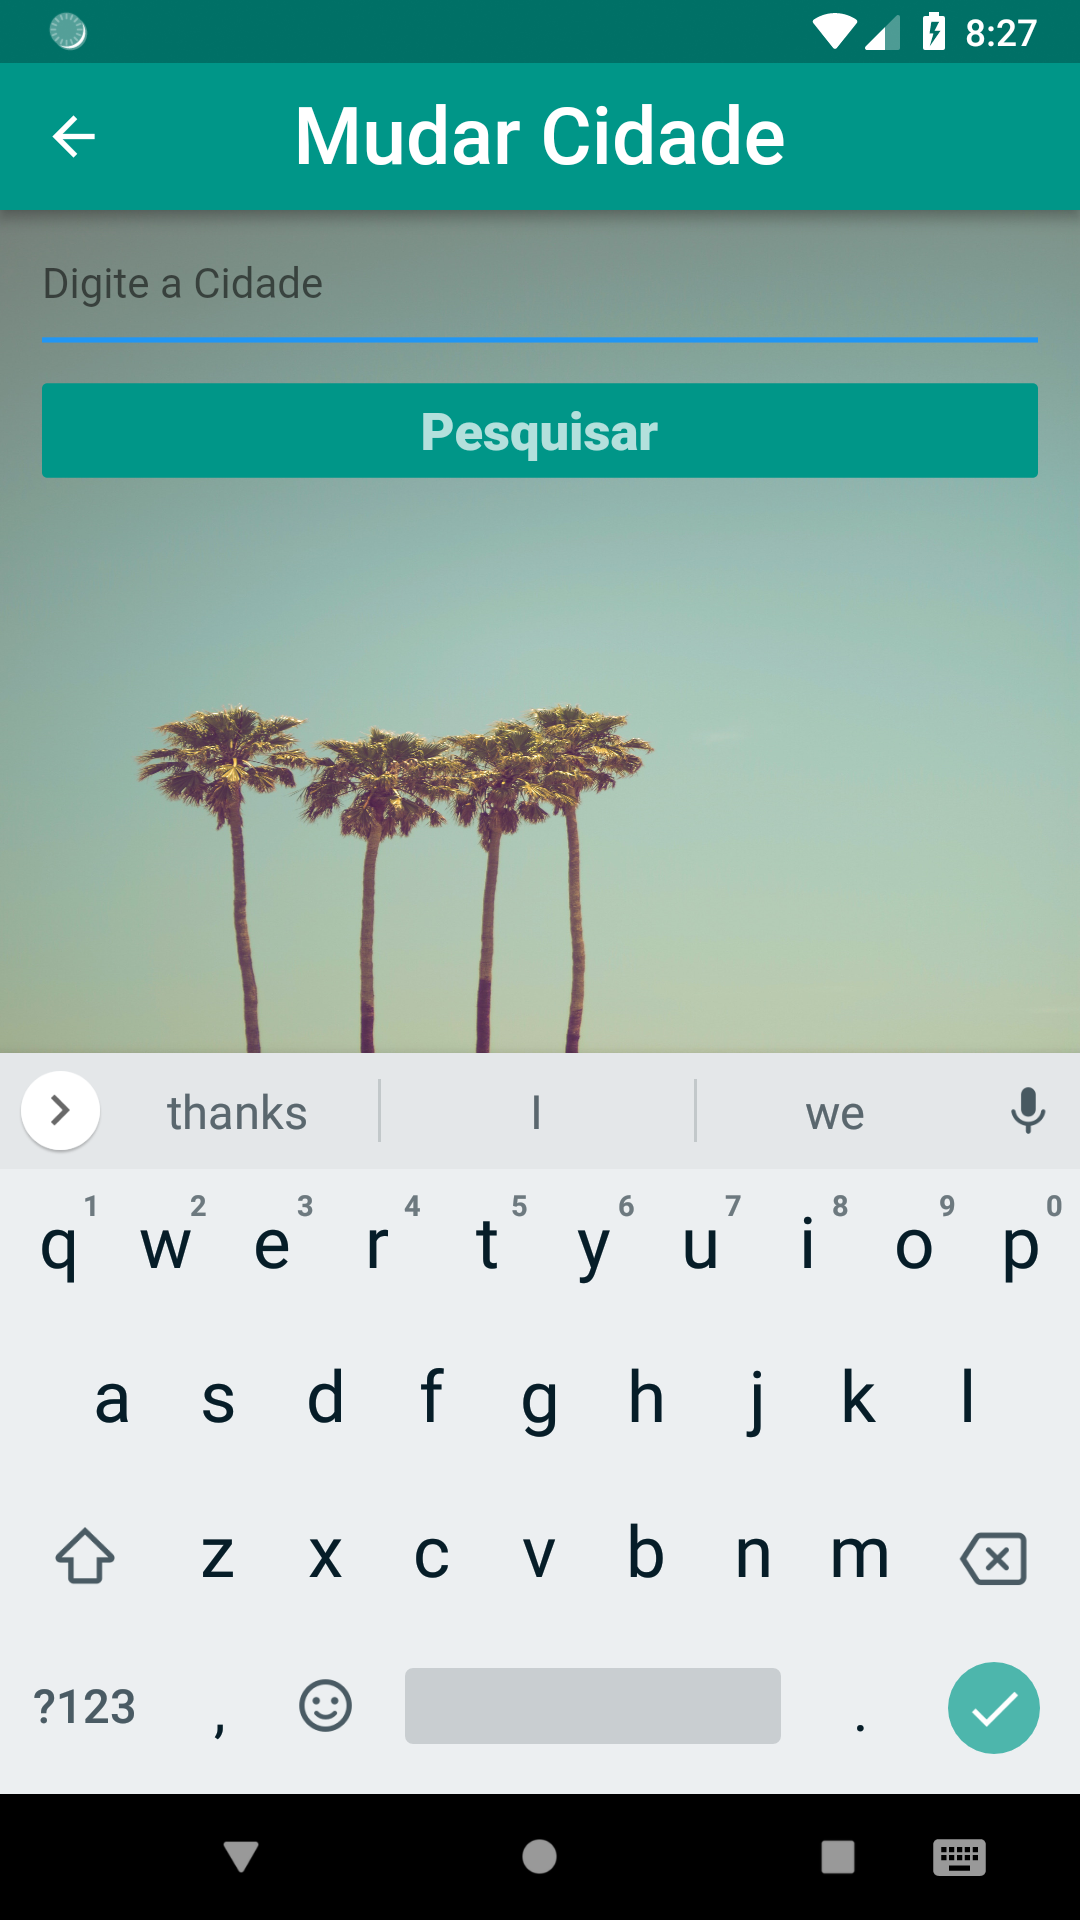 8:27
Mudar Cidade
Digite a Cidade
Pesquisar
thanks I we
1 2 3 4 5 6 7 8 9 0
q w e r t y u i o p
a s d f g h j k l
z x c v b n m
?123 , .